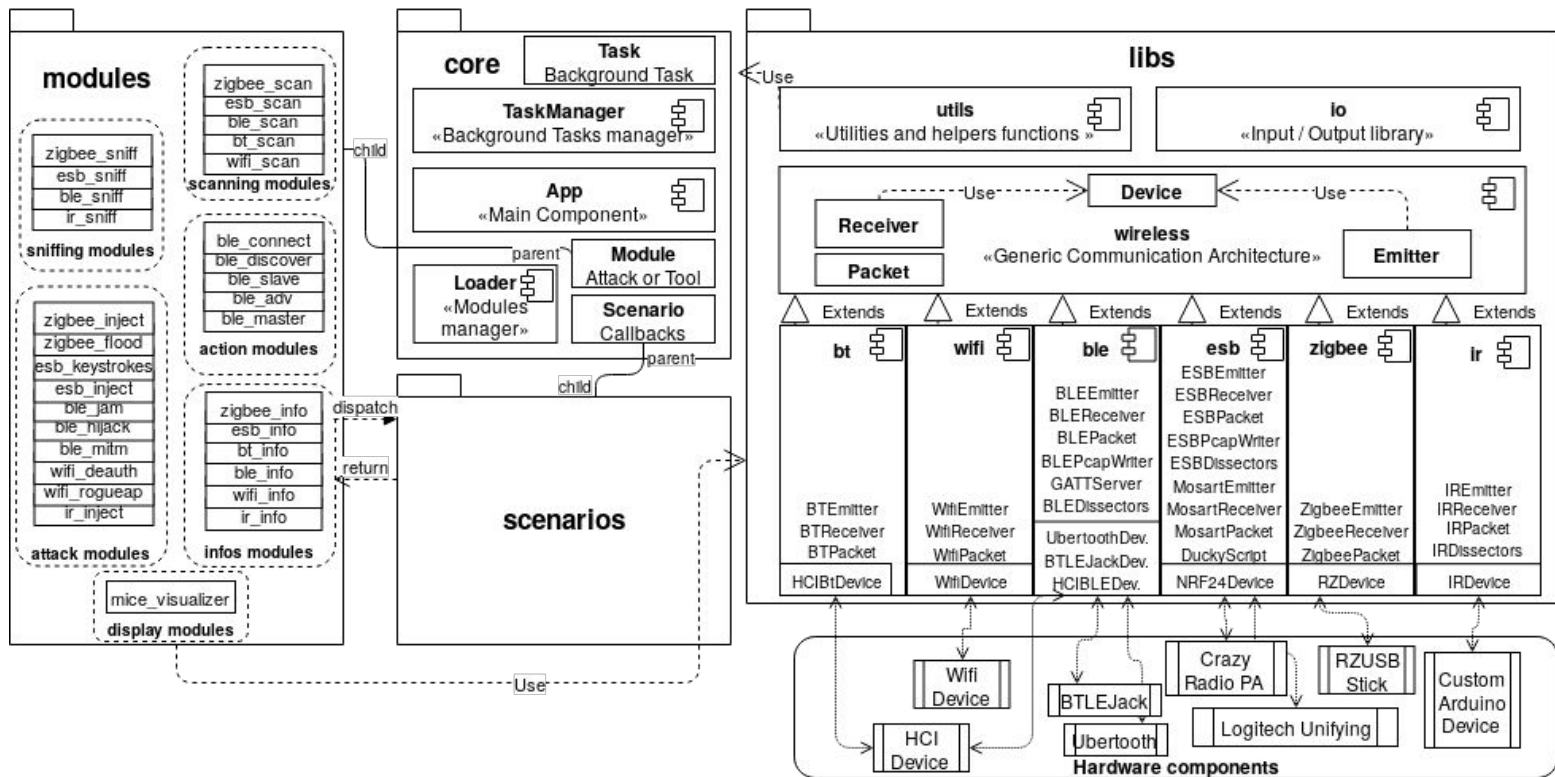 modules
zigbee_scan
esb_scan
ble_scan
bt_scan
wifi_scan
scanning modules
zigbee_sniff
esb_sniff
ble_sniff
ir_sniff
sniffing modules
ble_connect
ble_discover
ble_slave
ble_adv
ble_master
action modules
zigbee_inject
zigbee_flood
esb_keystrokes
esb_inject
ble_jam
ble_hijack
ble_mitm
wifi_deauth
wifi_rogueap
ir_inject
attack modules
zigbee_info
esb_info
bt_info
ble_info
wifi_info
ir_info
infos modules
mice_visualizer
display modules
child
dispatch
return
Use
core
Task
Background Task
TaskManager
«Background Tasks manager»
App
«Main Component»
parent
Module
Attack or Tool
Loader
«Modules
manager»
Scenario
Callbacks
parent
child
scenarios
libs
Use
utils
«Utilities and helpers functions »
io
«Input / Output library»
Use
Device
Use
Receiver
Packet
wireless
«Generic Communication Architecture»
Emitter
Extends
Extends
Extends
Extends
Extends
Extends
bt
BTEmitter
BTReceiver
BTPacket
HCIBtDevice
wifi
WifiEmitter
WifiReceiver
WifiPacket
WifiDevice
ble
BLEEmitter
BLEReceiver
BLEPacket
BLEPcapWriter
GATTServer
BLEDissectors
UbertoothDev.
BTLEJackDev.
HCIBLEDev.
esb
ESBEmitter
ESBReceiver
ESBPacket
ESBPcapWriter
ESBDissectors
MosartEmitter
MosartReceiver
MosartPacket
DuckyScript
NRF24Device
zigbee
ZigbeeEmitter
ZigbeeReceiver
ZigbeePacket
RZDevice
ir
IREmitter
IRReceiver
IRPacket
IRDissectors
IRDevice
Wifi
Device
HCI
Device
BTLEJack
Ubertooth
Crazy
Radio PA
Logitech Unifying
RZUSB
Stick
Custom
Arduino
Device
Hardware components